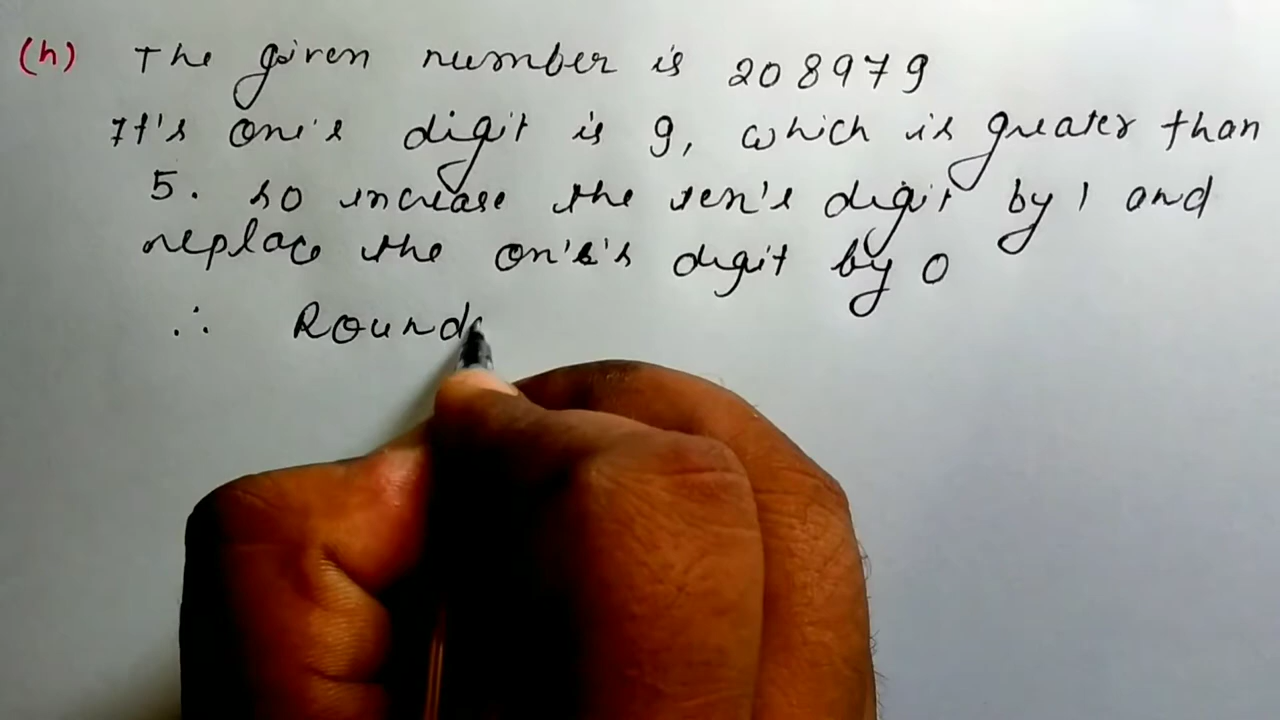 (h) The given number is 208979
It's one's digit is 9, which is greater than
5. so increase the ten's digit by 1 and
replace the one's's digit by 0
∴ Round